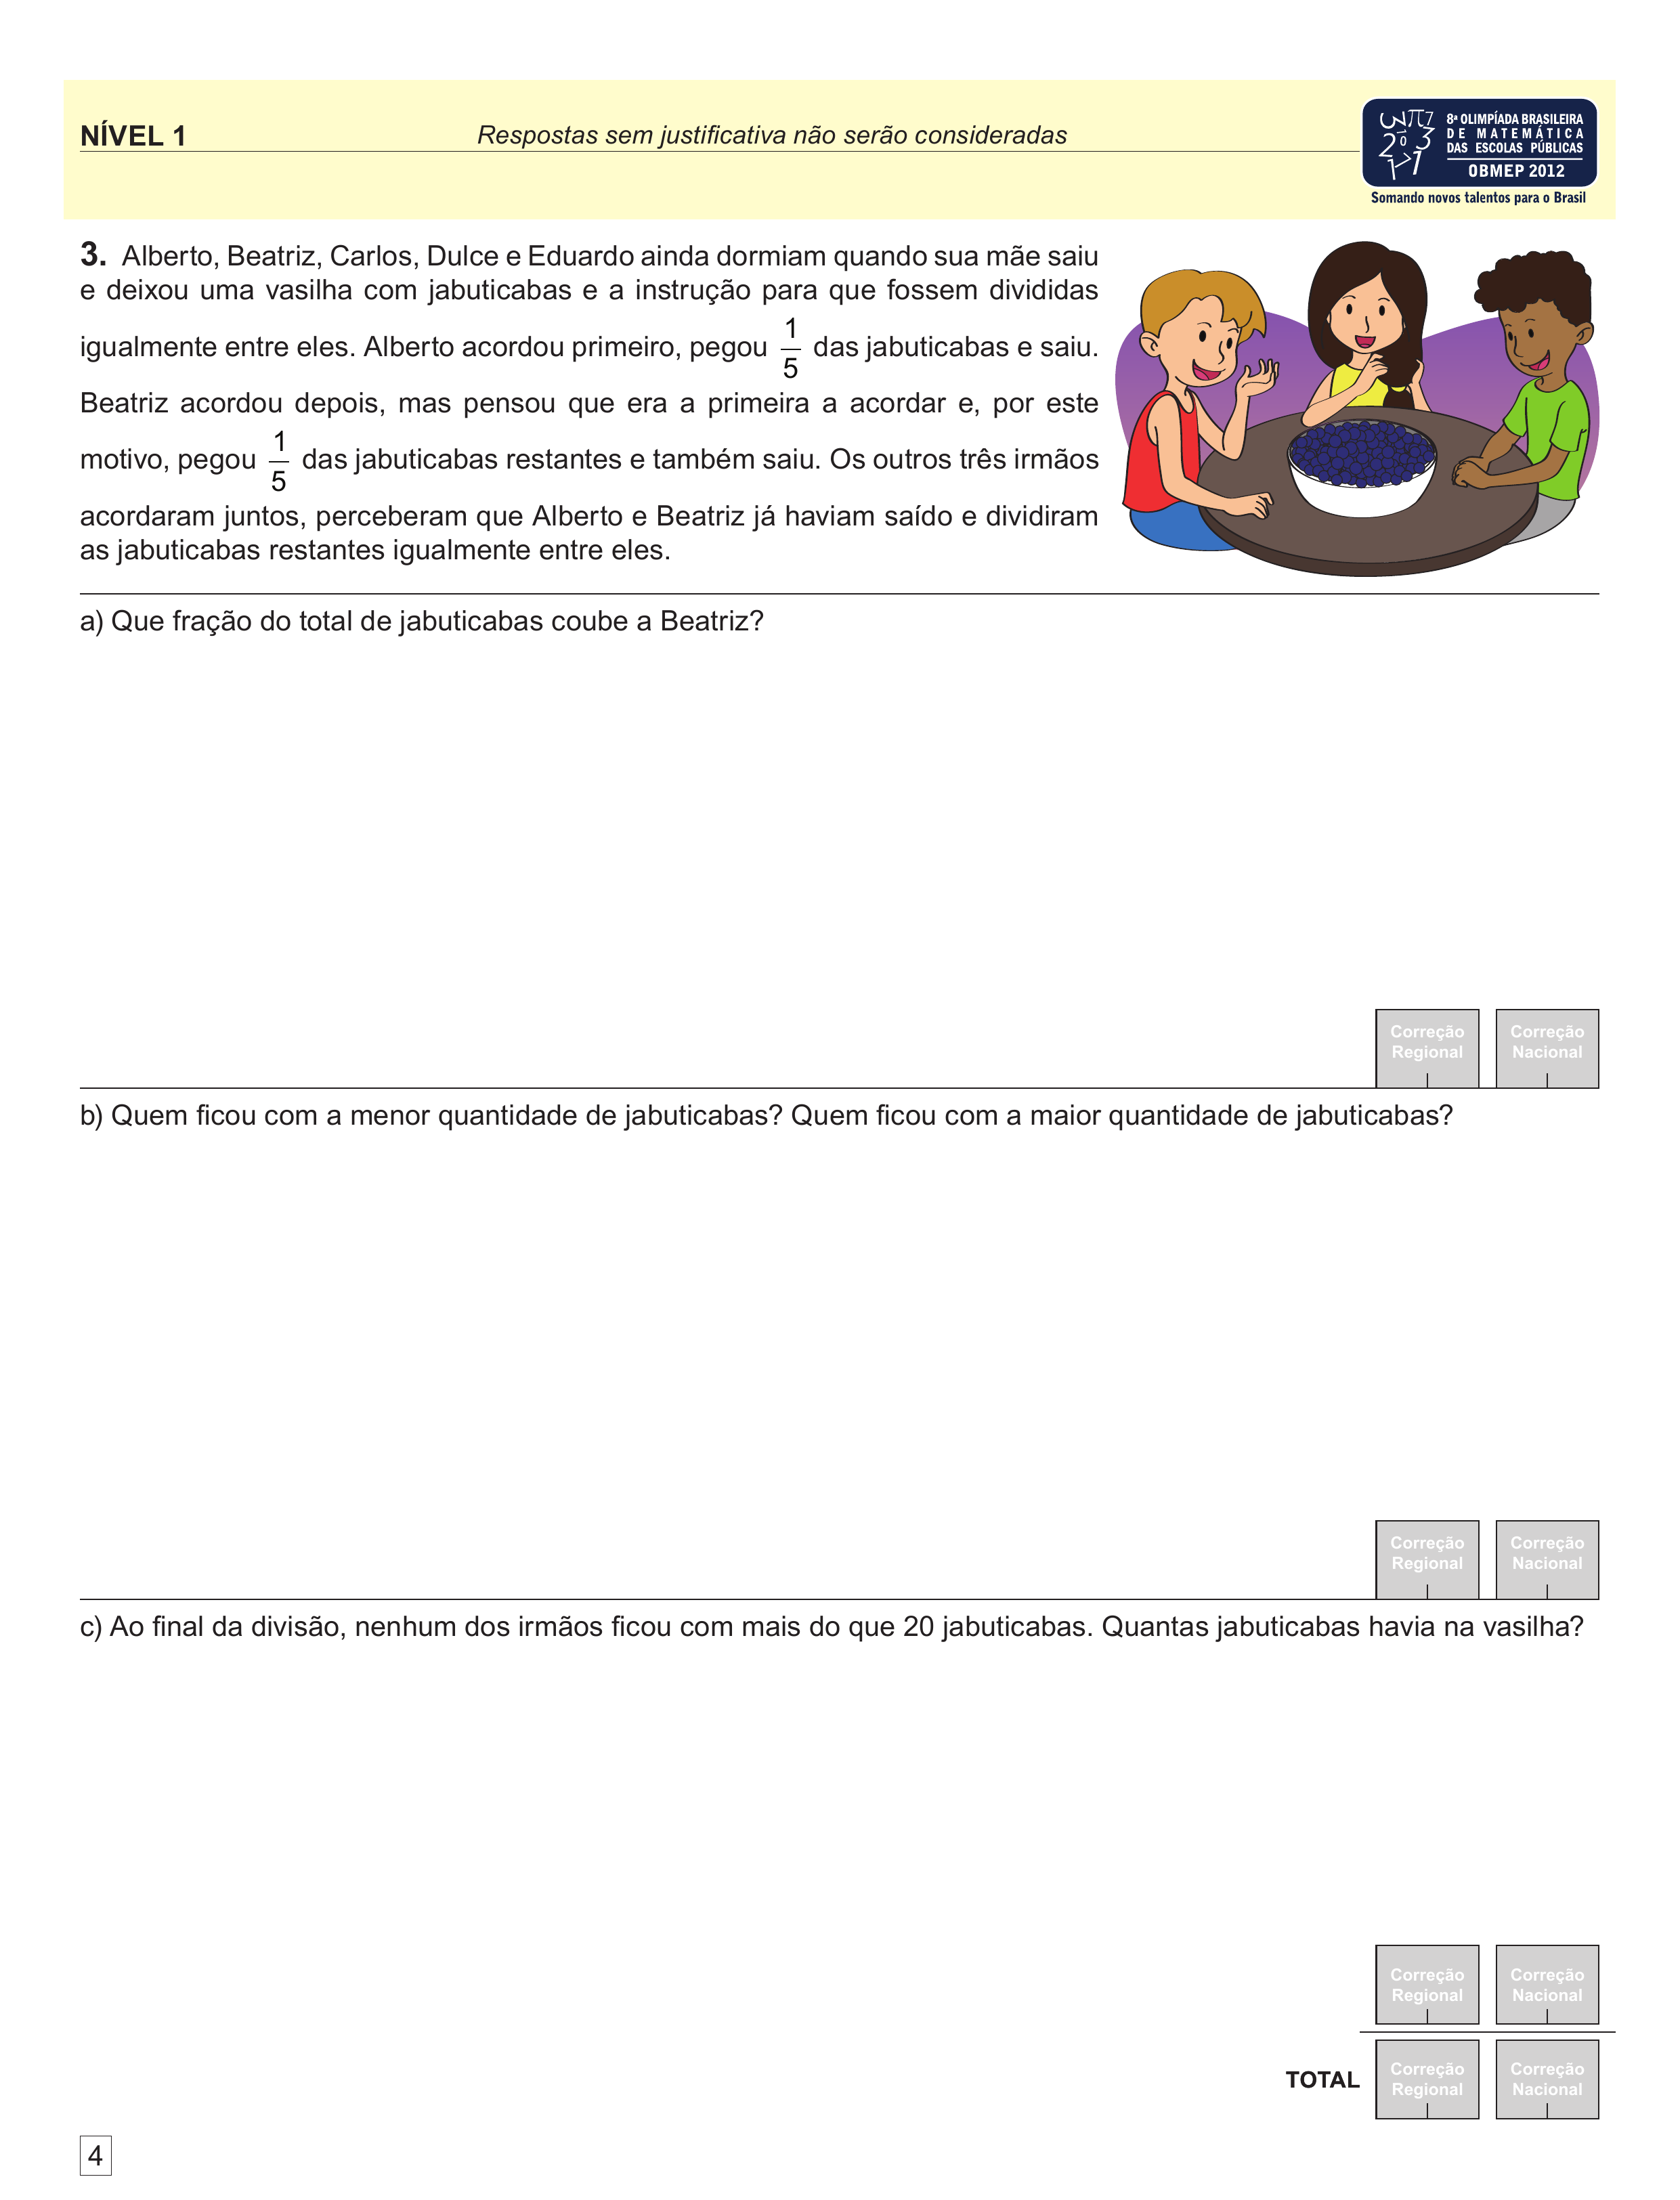 NÍVEL 1
Respostas sem justificativa não serão consideradas
8ª OLIMPÍADA BRASILEIRA
DE MATEMÁTICA
DAS ESCOLAS PÚBLICAS
OBMEP 2012
Somando novos talentos para o Brasil
3. Alberto, Beatriz, Carlos, Dulce e Eduardo ainda dormiam quando sua mãe saiu
e deixou uma vasilha com jabuticabas e a instrução para que fossem divididas
igualmente entre eles. Alberto acordou primeiro, pegou 1/5 das jabuticabas e saiu.
Beatriz acordou depois, mas pensou que era a primeira a acordar e, por este
motivo, pegou 1/5 das jabuticabas restantes e também saiu. Os outros três irmãos
acordaram juntos, perceberam que Alberto e Beatriz já haviam saído e dividiram
as jabuticabas restantes igualmente entre eles.
a) Que fração do total de jabuticabas coube a Beatriz?
Correção Regional
Correção Nacional
b) Quem ficou com a menor quantidade de jabuticabas? Quem ficou com a maior quantidade de jabuticabas?
Correção Regional
Correção Nacional
c) Ao final da divisão, nenhum dos irmãos ficou com mais do que 20 jabuticabas. Quantas jabuticabas havia na vasilha?
Correção Regional
Correção Nacional
TOTAL
Correção Regional
Correção Nacional
4